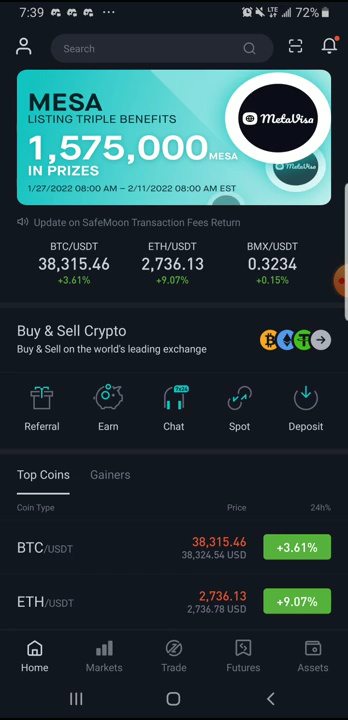 7:39
LTE
72%
Search
MESA
LISTING TRIPLE BENEFITS
1,575,000 MESA
IN PRIZES
1/27/2022 08:00 AM – 2/11/2022 08:00 AM EST
MetaVisa
MetaVisa
Update on SafeMoon Transaction Fees Return
BTC/USDT ETH/USDT BMX/USDT
38,315.46 2,736.13 0.3234
+3.61% +9.07% +0.15%
Buy & Sell Crypto
Buy & Sell on the world's leading exchange
7x24
Referral Earn Chat Spot Deposit
Top Coins Gainers
Coin Type Price 24h%
BTC/USDT 38,315.46 +3.61%
38,324.54 USD
ETH/USDT 2,736.13 +9.07%
2,736.78 USD
Home Markets Trade Futures Assets